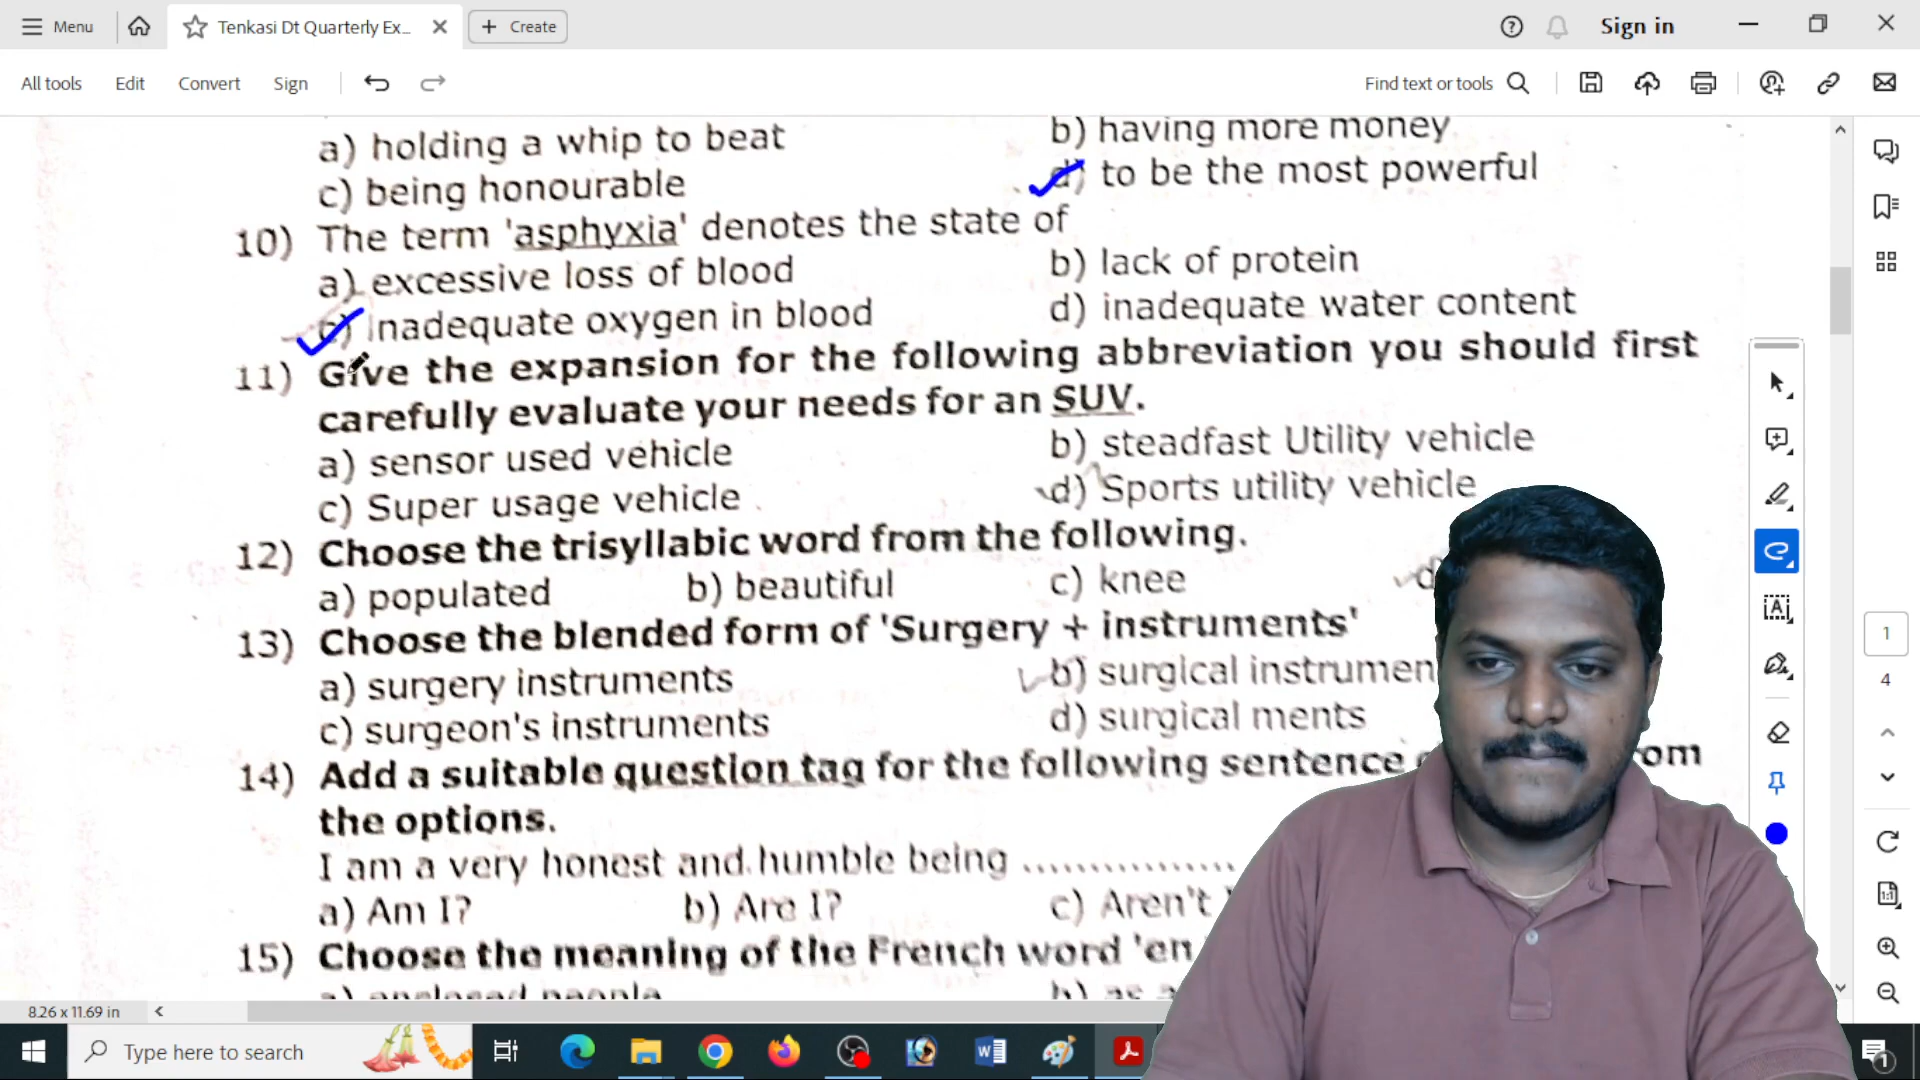 Menu
Tenkasi Dt Quarterly Ex...
Create
Sign in
All tools
Edit
Convert
Sign
Find text or tools
a) holding a whip to beat
b) having more money
c) being honourable
d) to be the most powerful
10) The term 'asphyxia' denotes the state of
a) excessive loss of blood
b) lack of protein
c) inadequate oxygen in blood
d) inadequate water content
11) Give the expansion for the following abbreviation you should first
carefully evaluate your needs for an SUV.
a) sensor used vehicle
b) steadfast Utility vehicle
c) Super usage vehicle
d) Sports utility vehicle
12) Choose the trisyllabic word from the following.
a) populated
b) beautiful
c) knee
13) Choose the blended form of 'Surgery + instruments'
a) surgery instruments
b) surgical instrumen
c) surgeon's instruments
d) surgical ments
14) Add a suitable question tag for the following sentence
the options.
I am a very honest and humble being ................
a) Am I?
b) Are I?
c) Aren't
15) Choose the meaning of the French word 'en
a) enclosed people
b) as a
1
4
8.26 x 11.69 in
Type here to search
1